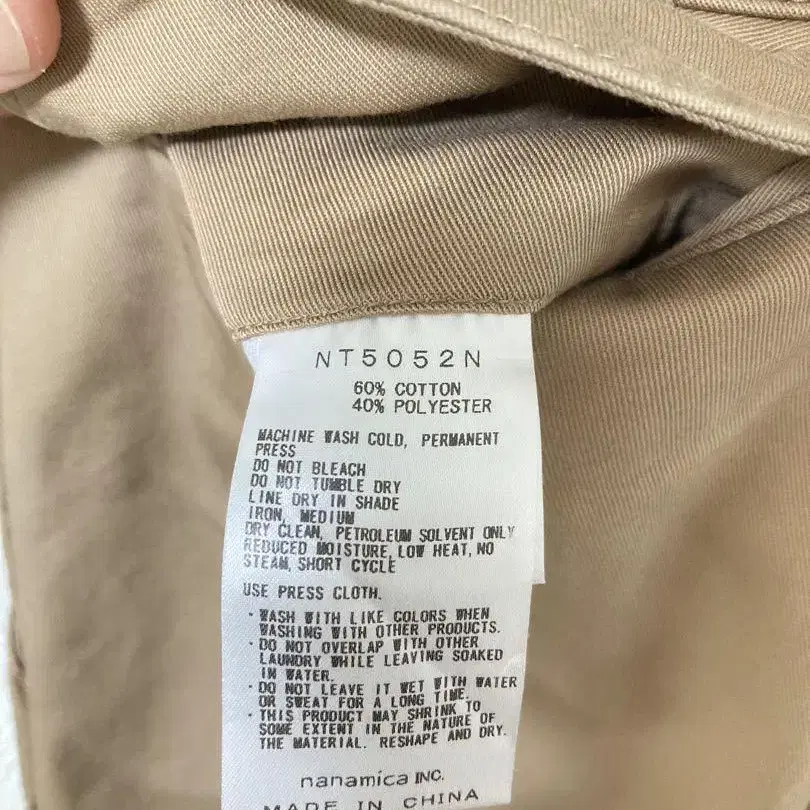 NT5052N
60% COTTON
40% POLYESTER
MACHINE WASH COLD, PERMANENT
PRESS
DO NOT BLEACH
DO NOT TUMBLE DRY
LINE DRY IN SHADE
IRON, MEDIUM
DRY CLEAN, PETROLEUM SOLVENT ONLY
REDUCED MOISTURE, LOW HEAT, NO
STEAM, SHORT CYCLE
USE PRESS CLOTH.
・WASH WITH LIKE COLORS WHEN
WASHING WITH OTHER PRODUCTS.
・DO NOT OVERLAP WITH OTHER
LAUNDRY WHILE LEAVING SOAKED
IN WATER.
・DO NOT LEAVE IT WET WITH WATER
OR SWEAT FOR A LONG TIME.
・THIS PRODUCT MAY SHRINK TO
SOME EXTENT IN THE NATURE OF
THE MATERIAL. RESHAPE AND DRY.
nanamica INC.
MADE IN CHINA